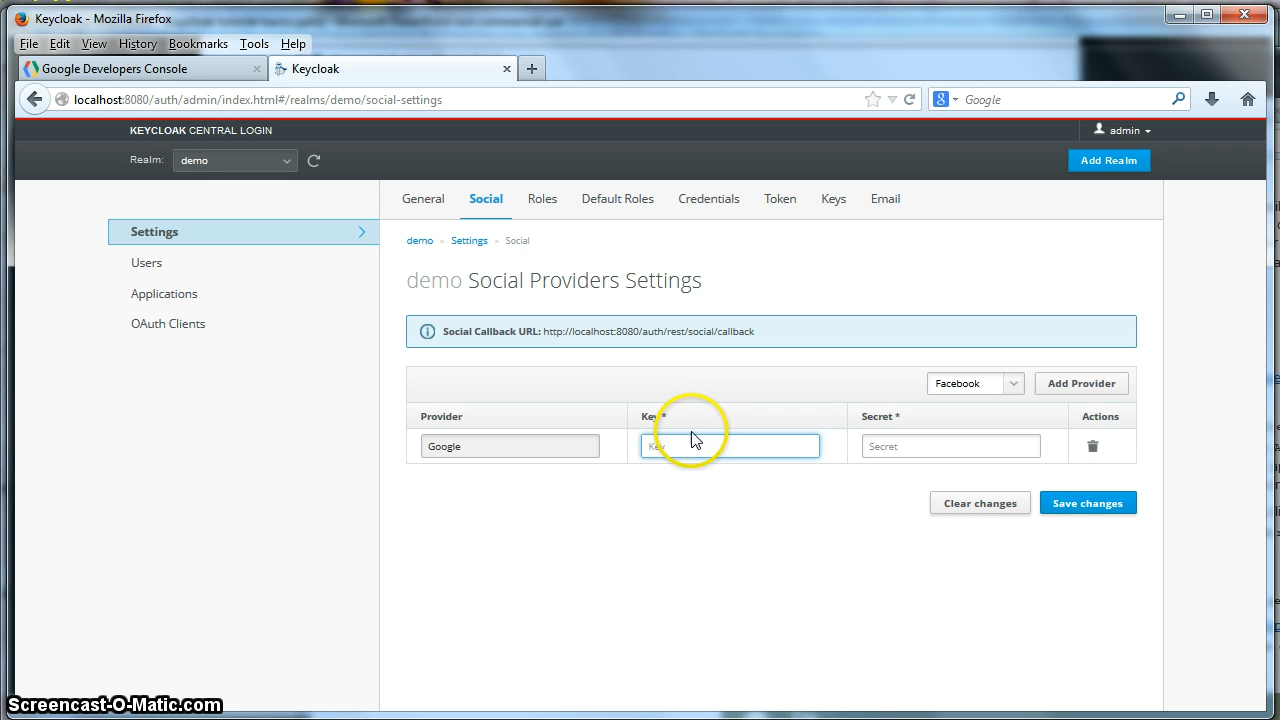 Keycloak - Mozilla Firefox
File Edit View History Bookmarks Tools Help
Google Developers Console
Keycloak
localhost:8080/auth/admin/index.html#/realms/demo/social-settings
Google
KEYCLOAK CENTRAL LOGIN
admin
Realm: demo
Add Realm
General Social Roles Default Roles Credentials Token Keys Email
Settings
Users
Applications
OAuth Clients
demo » Settings » Social
demo Social Providers Settings
Social Callback URL: http://localhost:8080/auth/rest/social/callback
Facebook Add Provider
Provider Key * Secret * Actions
Google Key Secret
Clear changes Save changes
Screencast-O-Matic.com